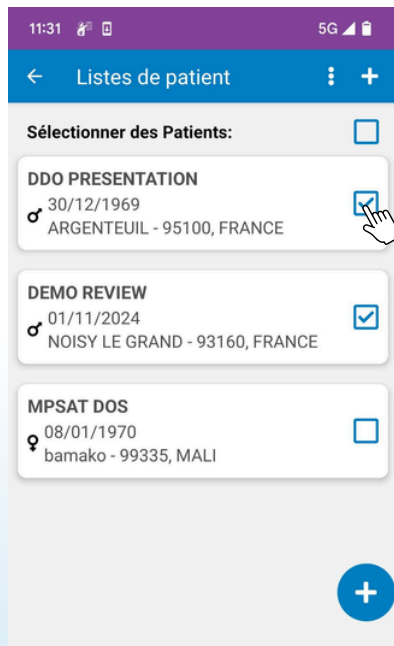 11:31 5G
Listes de patient
Sélectionner des Patients:
DDO PRESENTATION
30/12/1969
ARGENTEUIL - 95100, FRANCE
DEMO REVIEW
01/11/2024
NOISY LE GRAND - 93160, FRANCE
MPSAT DOS
08/01/1970
bamako - 99335, MALI